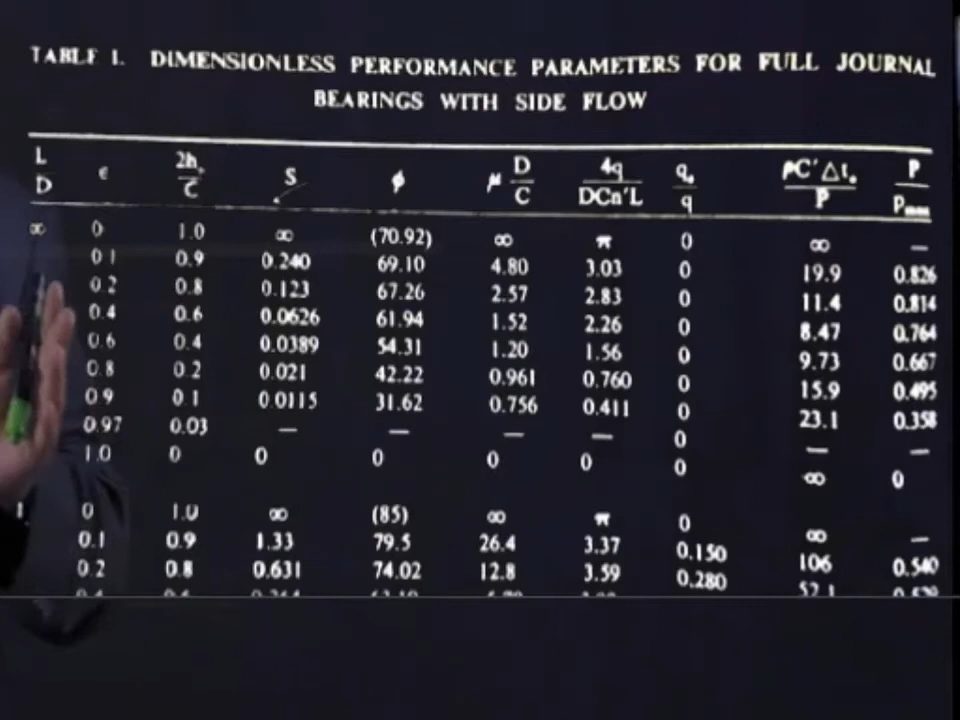 TABLE I. DIMENSIONLESS PERFORMANCE PARAMETERS FOR FULL JOURNAL
BEARINGS WITH SIDE FLOW
L/D ϵ 2h₀/C S ϕ μ D/C 4q/DCn'L qₛ/q ρC'Δtₒ/P P/Pmax
∞ 0 1.0 ∞ (70.92) ∞ π 0 ∞ —
0.1 0.9 0.240 69.10 4.80 3.03 0 19.9 0.826
0.2 0.8 0.123 67.26 2.57 2.83 0 11.4 0.814
0.4 0.6 0.0626 61.94 1.52 2.26 0 8.47 0.764
0.6 0.4 0.0389 54.31 1.20 1.56 0 9.73 0.667
0.8 0.2 0.021 42.22 0.961 0.760 0 15.9 0.495
0.9 0.1 0.0115 31.62 0.756 0.411 0 23.1 0.358
0.97 0.03 — — — — 0 — —
1.0 0 0 0 0 0 0 ∞ 0
1 0 1.0 ∞ (85) ∞ π 0 ∞ —
0.1 0.9 1.33 79.5 26.4 3.37 0.150 106 0.540
0.2 0.8 0.631 74.02 12.8 3.59 0.280 52.1